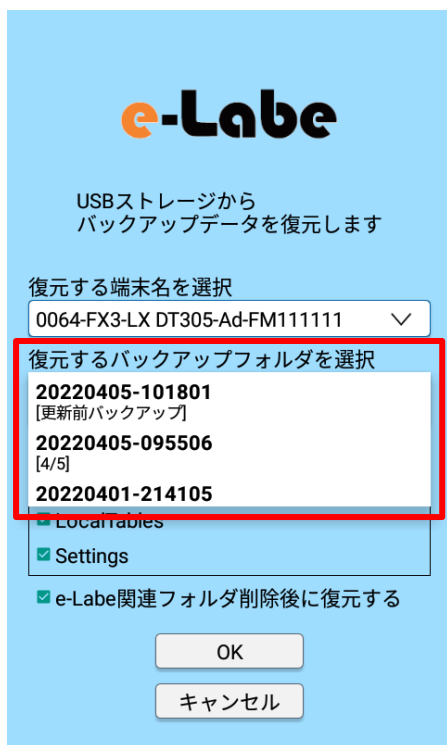 e-Labe
USBストレージから
バックアップデータを復元します
復元する端末名を選択
0064-FX3-LX DT305-Ad-FM111111
復元するバックアップフォルダを選択
20220405-101801
[更新前バックアップ]
20220405-095506
[4/5]
20220401-214105
LocalTables
Settings
e-Labe関連フォルダ削除後に復元する
OK
キャンセル